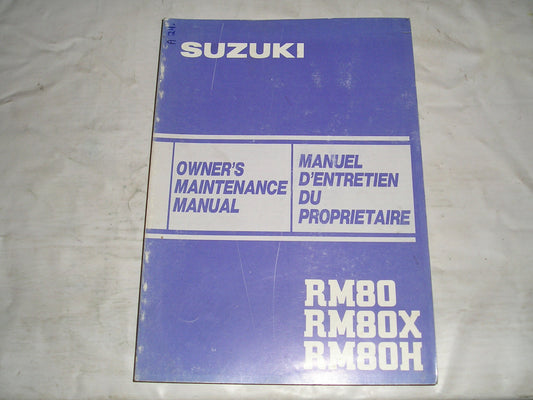 SUZUKI
OWNER'S
MAINTENANCE
MANUAL
MANUEL
D'ENTRETIEN
DU
PROPRIETAIRE
RM80
RM80X
RM80H